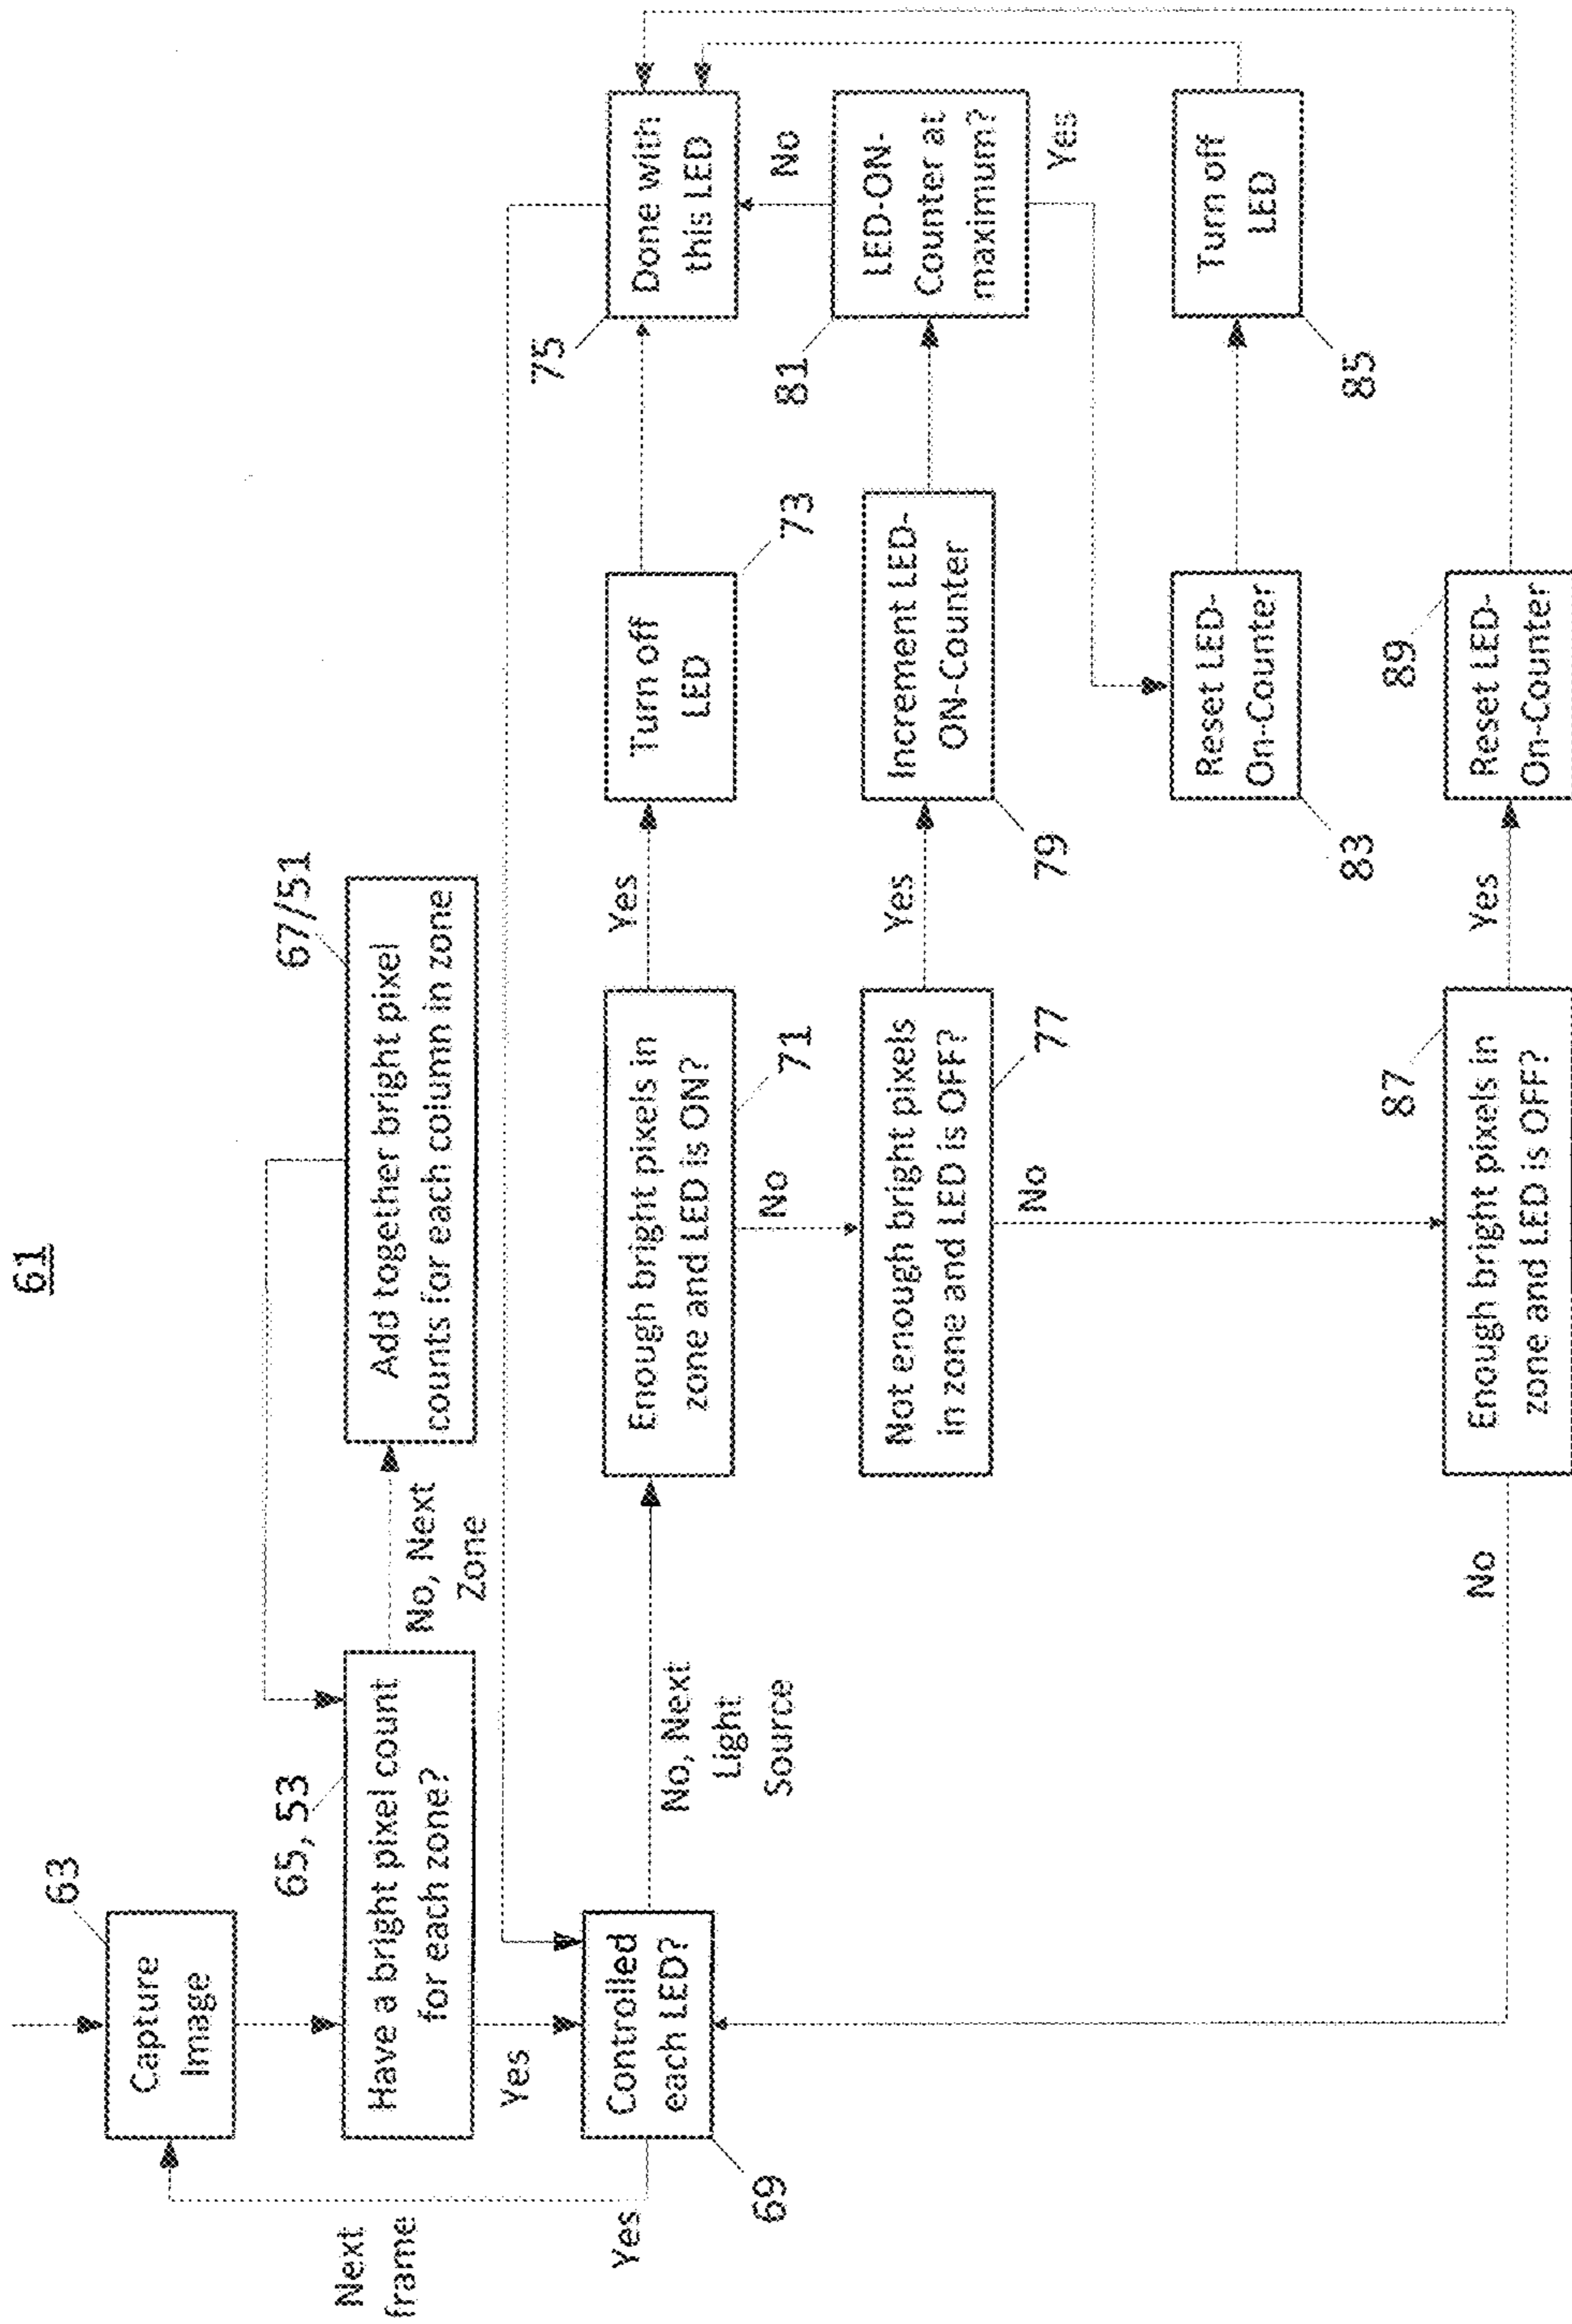 61
63
Capture
Image
65, 53
Have a bright pixel count
for each zone?
No, Next
Zone
67/51
Add together bright pixel
counts for each column in zone
Yes
Next
frame
Yes
Controlled
each LED?
69
No, Next
Light
Source
Enough bright pixels in
zone and LED is ON?
71
Yes
Turn off
LED
73
75
Done with
this LED
No
No
Not enough bright pixels
in zone and LED is OFF?
77
Yes
Increment LED-
ON-Counter
79
81
LED-ON-
Counter at
maximum?
Yes
No
Reset LED-
On-Counter
83
Turn off
LED
85
No
87
Enough bright pixels in
zone and LED is OFF?
Yes
89
Reset LED-
On-Counter